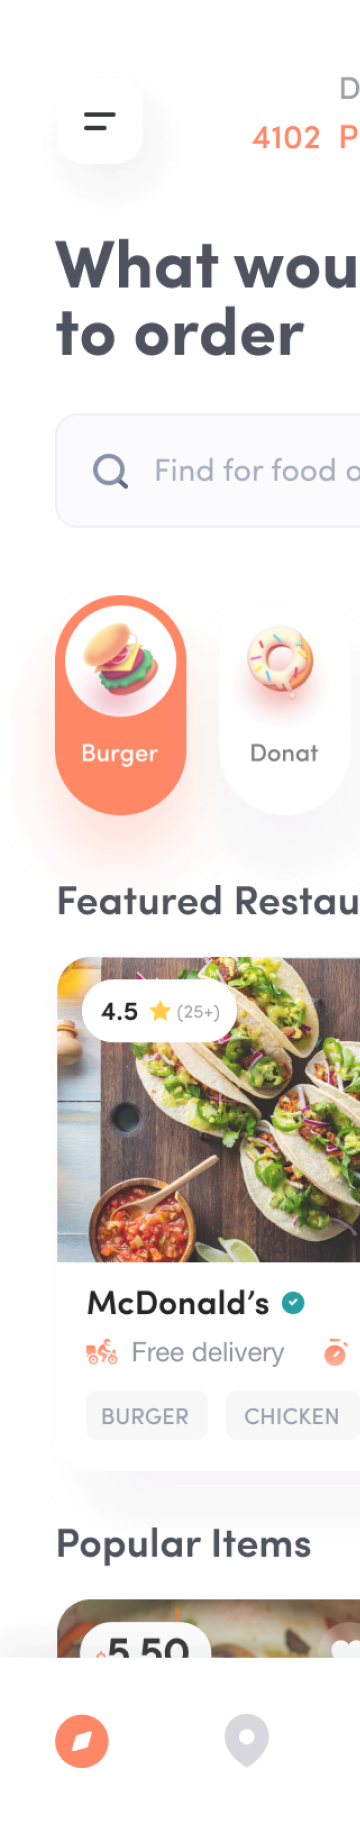 D
4102 P
What wou
to order
Find for food o
Burger
Donat
Featured Restau
4.5 (25+)
McDonald’s
Free delivery
BURGER CHICKEN
Popular Items
$5.50